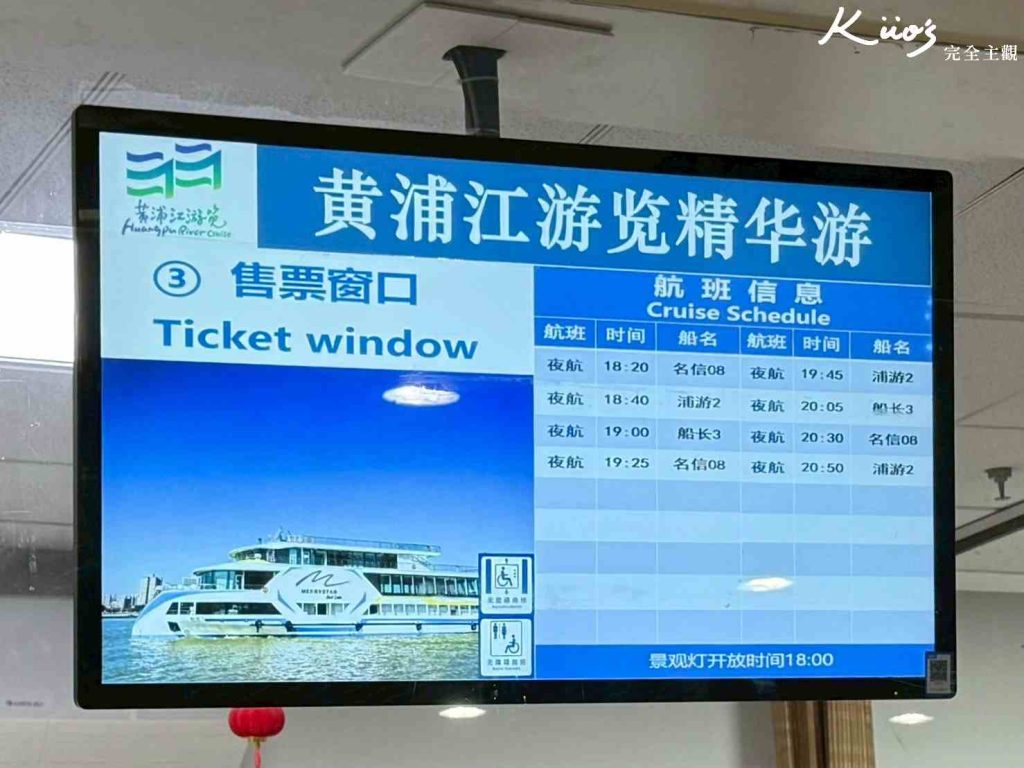 Küo's
完全主觀
黄浦江游览
Huangpu River Cruise
黄浦江游览精华游
③ 售票窗口
Ticket window
航班信息
Cruise Schedule
航班 时间 船名 航班 时间 船名
夜航 18:20 名信08 夜航 19:45 浦游2
夜航 18:40 浦游2 夜航 20:05 船长3
夜航 19:00 船长3 夜航 20:30 名信08
夜航 19:25 名信08 夜航 20:50 浦游2
景观灯开放时间18:00